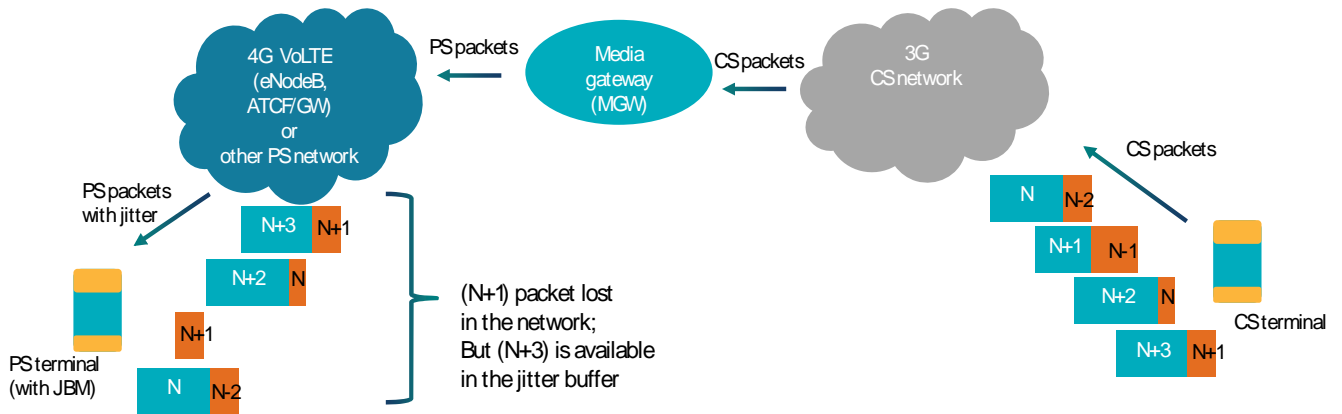 4G VoLTE
(eNodeB,
ATCF/GW)
or
other PS network
PS packets
Media
gateway
(MGW)
CS packets
3G
CS network
CS packets
PS packets
with jitter
N+3 N+1
N+2 N
N+1
N N-2
PS terminal
(with JBM)
(N+1) packet lost
in the network;
But (N+3) is available
in the jitter buffer
N N-2
N+1 N-1
N+2 N
N+3 N+1
CS terminal